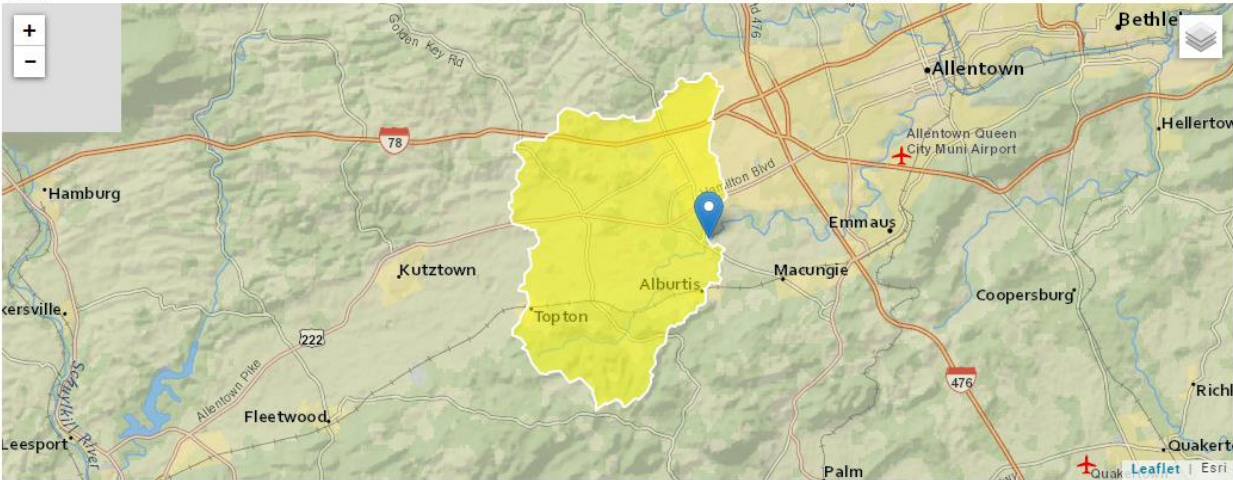 +
−
Golden Key Rd
476
Bethle
Allentown
78
Allentown Queen
City Muni Airport
Hellertow
Hamburg
Hamilton Blvd
Emmaus
Kutztown
Macungie
Alburtis
Coopersburg
kersville
Topton
222
Schuylkill River
Allentown Pike
476
Richl
Fleetwood
Leesport
Quakert
Palm
Leaflet | Esri